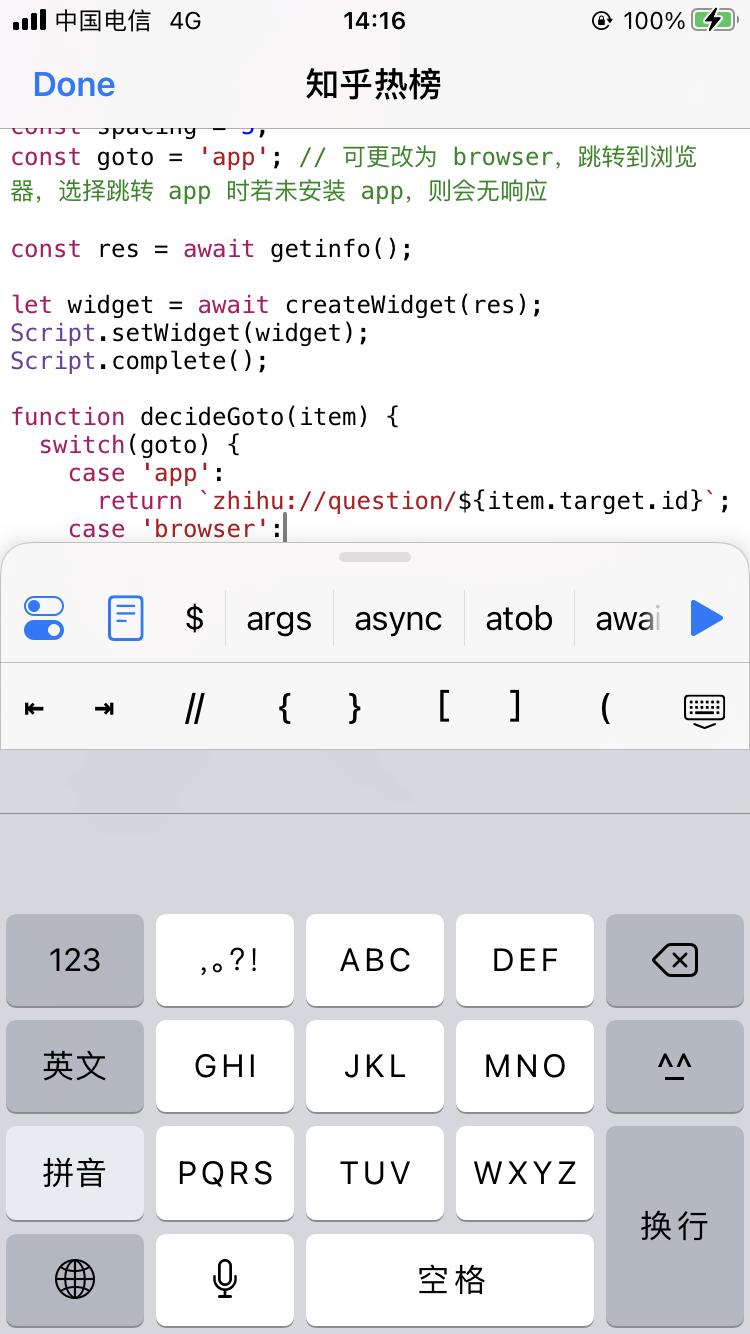 中国电信 4G 14:16 100%
Done 知乎热榜
const spacing = 5;
const goto = 'app'; // 可更改为 browser，跳转到浏览
器，选择跳转 app 时若未安装 app，则会无响应
const res = await getinfo();
let widget = await createWidget(res);
Script.setWidget(widget);
Script.complete();
function decideGoto(item) {
switch(goto) {
case 'app':
return `zhihu://question/${item.target.id}`;
case 'browser':
$ args async atob awai
⇤ ⇥ // { } [ ] (
123 ,。?! ABC DEF
英文 GHI JKL MNO ^^
拼音 PQRS TUV WXYZ
换行
空格